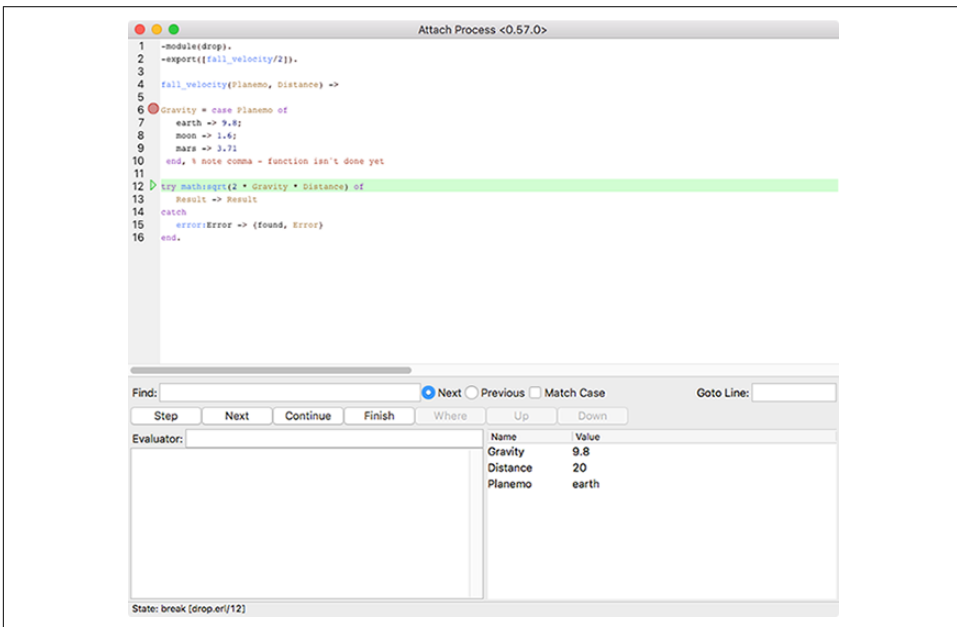 Attach Process <0.57.0>
1 -module(drop).
2 -export([fall_velocity/2]).
3
4 fall_velocity(Planemo, Distance) ->
5
6 Gravity = case Planemo of
7 earth -> 9.8;
8 moon -> 1.6;
9 mars -> 3.71
10 end, % note comma - function isn't done yet
11
12 try math:sqrt(2 * Gravity * Distance) of
13 Result -> Result
14 catch
15 error:Error -> {found, Error}
16 end.
Find: Next Previous Match Case Goto Line:
Step Next Continue Finish Where Up Down
Evaluator: Name Value
Gravity 9.8
Distance 20
Planemo earth
State: break [drop.erl/12]